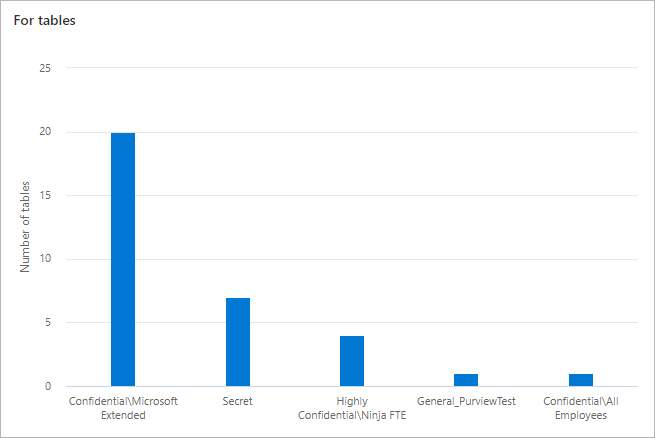 For tables
25
20
15
10
5
0
Number of tables
Confidential\Microsoft
Extended
Secret
Highly
Confidential\Ninja FTE
General_PurviewTest
Confidential\All
Employees